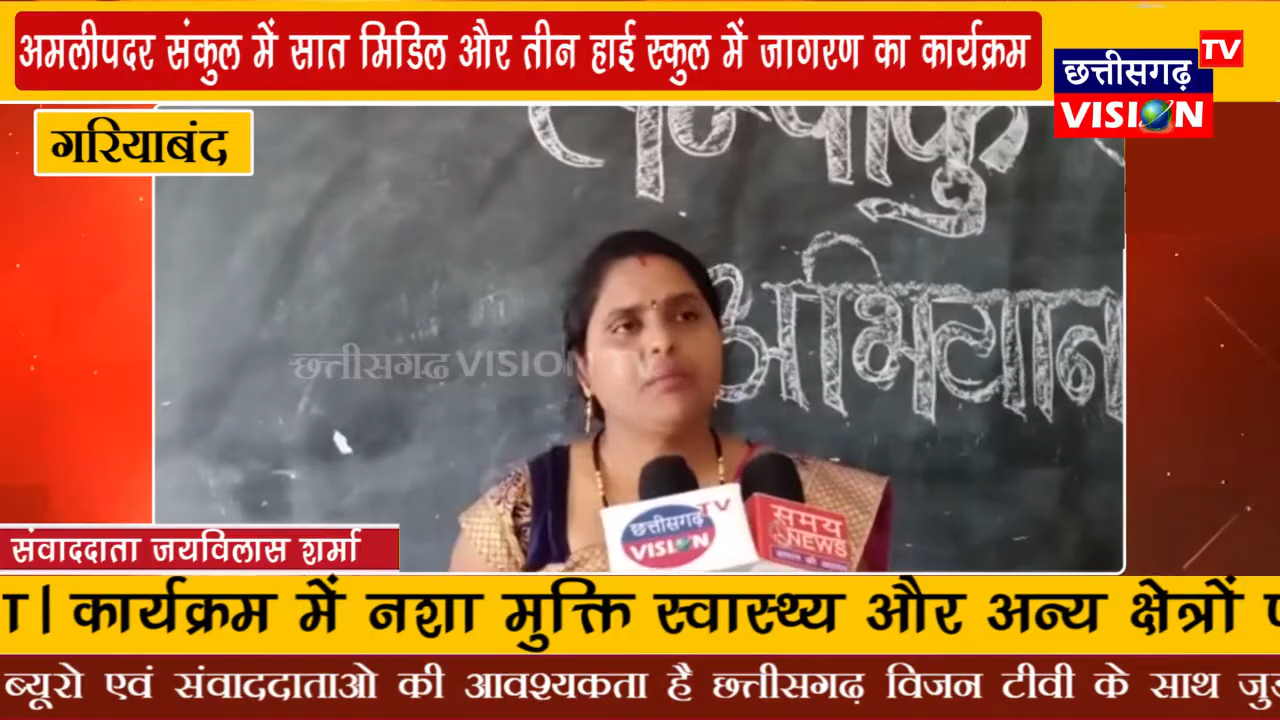 अमलीपदर संकुल में सात मिडिल और तीन हाई स्कुल में जागरण का कार्यक्रम
TV
छत्तीसगढ़
VISION
गरियाबंद
अभियान
छत्तीसगढ VISION TV
TV
छत्तीसगढ़
VISION
समय
NEWS
संवाददाता जयविलास शर्मा
कार्यक्रम में नशा मुक्ति स्वास्थ्य और अन्य क्षेत्रों
ब्यूरो एवं संवाददाताओ की आवश्यकता है छत्तीसगढ़ विजन टीवी के साथ